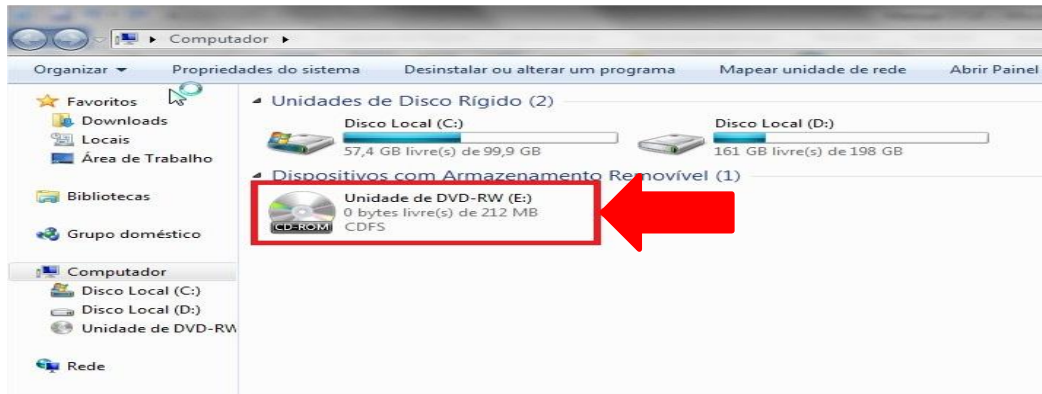 Computador
Organizar Propriedades do sistema Desinstalar ou alterar um programa Mapear unidade de rede Abrir Painel
Favoritos
Downloads
Locais
Área de Trabalho
Bibliotecas
Grupo doméstico
Computador
Disco Local (C:)
Disco Local (D:)
Unidade de DVD-RW
Rede
Unidades de Disco Rígido (2)
Disco Local (C:)
57,4 GB livre(s) de 99,9 GB
Disco Local (D:)
161 GB livre(s) de 198 GB
Dispositivos com Armazenamento Removível (1)
Unidade de DVD-RW (E:)
0 bytes livre(s) de 212 MB
CDFS
CD-ROM